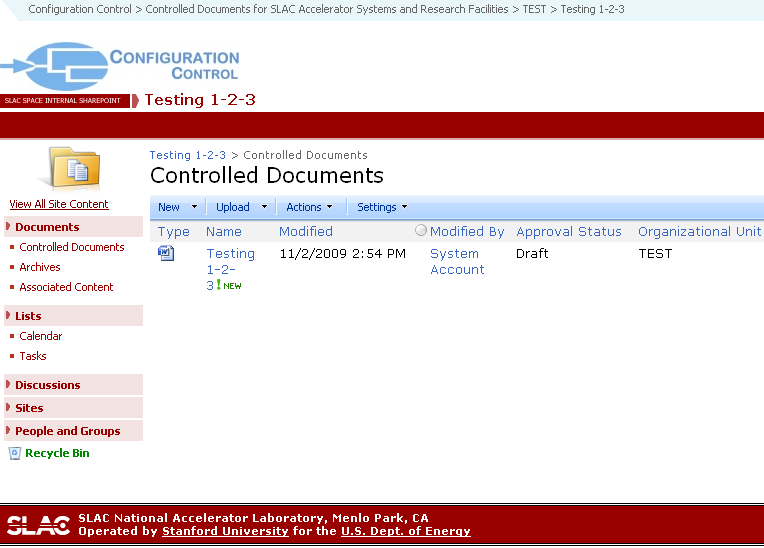 Configuration Control > Controlled Documents for SLAC Accelerator Systems and Research Facilities > TEST > Testing 1-2-3
CONFIGURATION
CONTROL
SLAC SPACE INTERNAL SHAREPOINT
Testing 1-2-3
Testing 1-2-3 > Controlled Documents
Controlled Documents
View All Site Content
Documents
Controlled Documents
Archives
Associated Content
Lists
Calendar
Tasks
Discussions
Sites
People and Groups
Recycle Bin
New Upload Actions Settings
Type Name Modified Modified By Approval Status Organizational Unit
Testing 11/2/2009 2:54 PM System Draft TEST
1-2- Account
3! NEW
SLAC
SLAC National Accelerator Laboratory, Menlo Park, CA
Operated by Stanford University for the U.S. Dept. of Energy